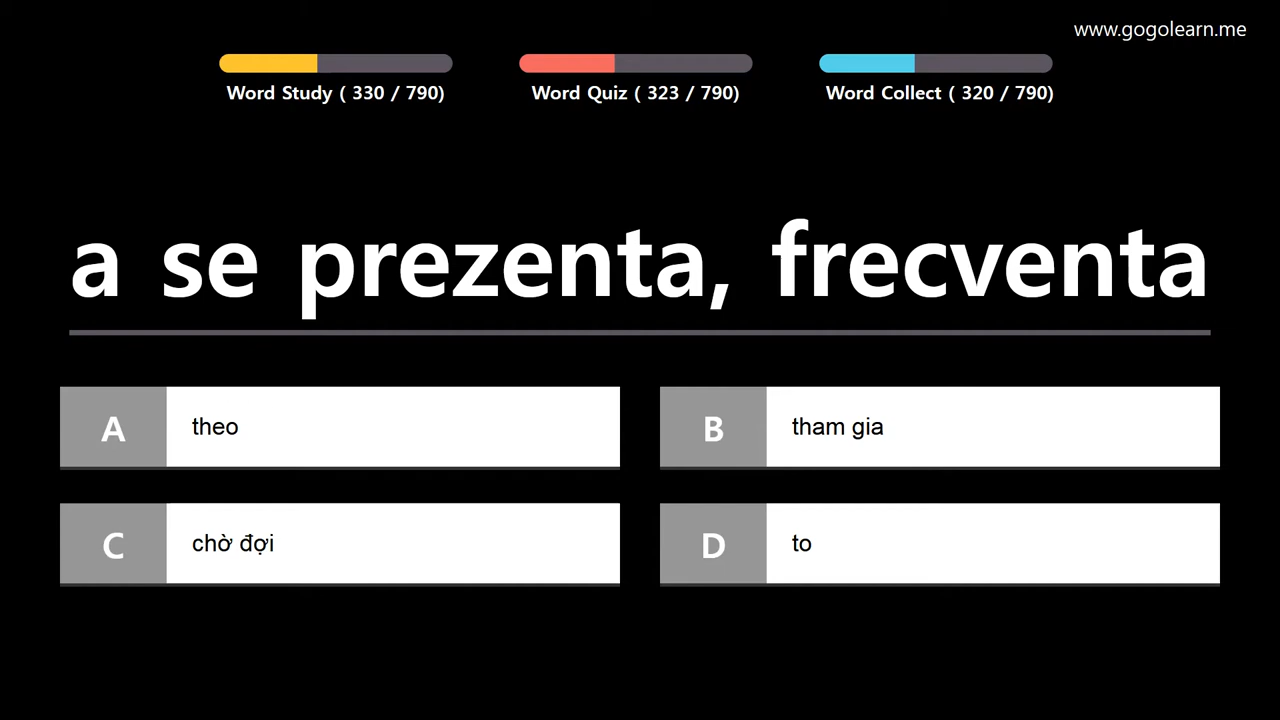 www.gogolearn.me
Word Study ( 330 / 790)
Word Quiz ( 323 / 790)
Word Collect ( 320 / 790)
a se prezenta, frecventa
A theo
B tham gia
C chờ đợi
D to